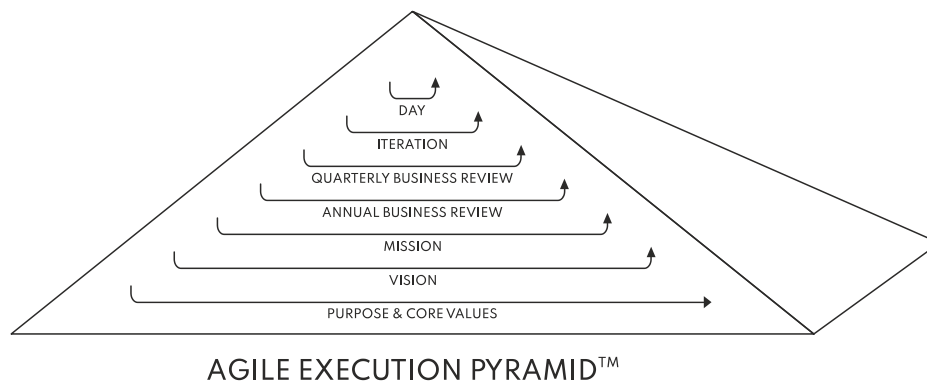 DAY
ITERATION
QUARTERLY BUSINESS REVIEW
ANNUAL BUSINESS REVIEW
MISSION
VISION
PURPOSE & CORE VALUES
AGILE EXECUTION PYRAMID™